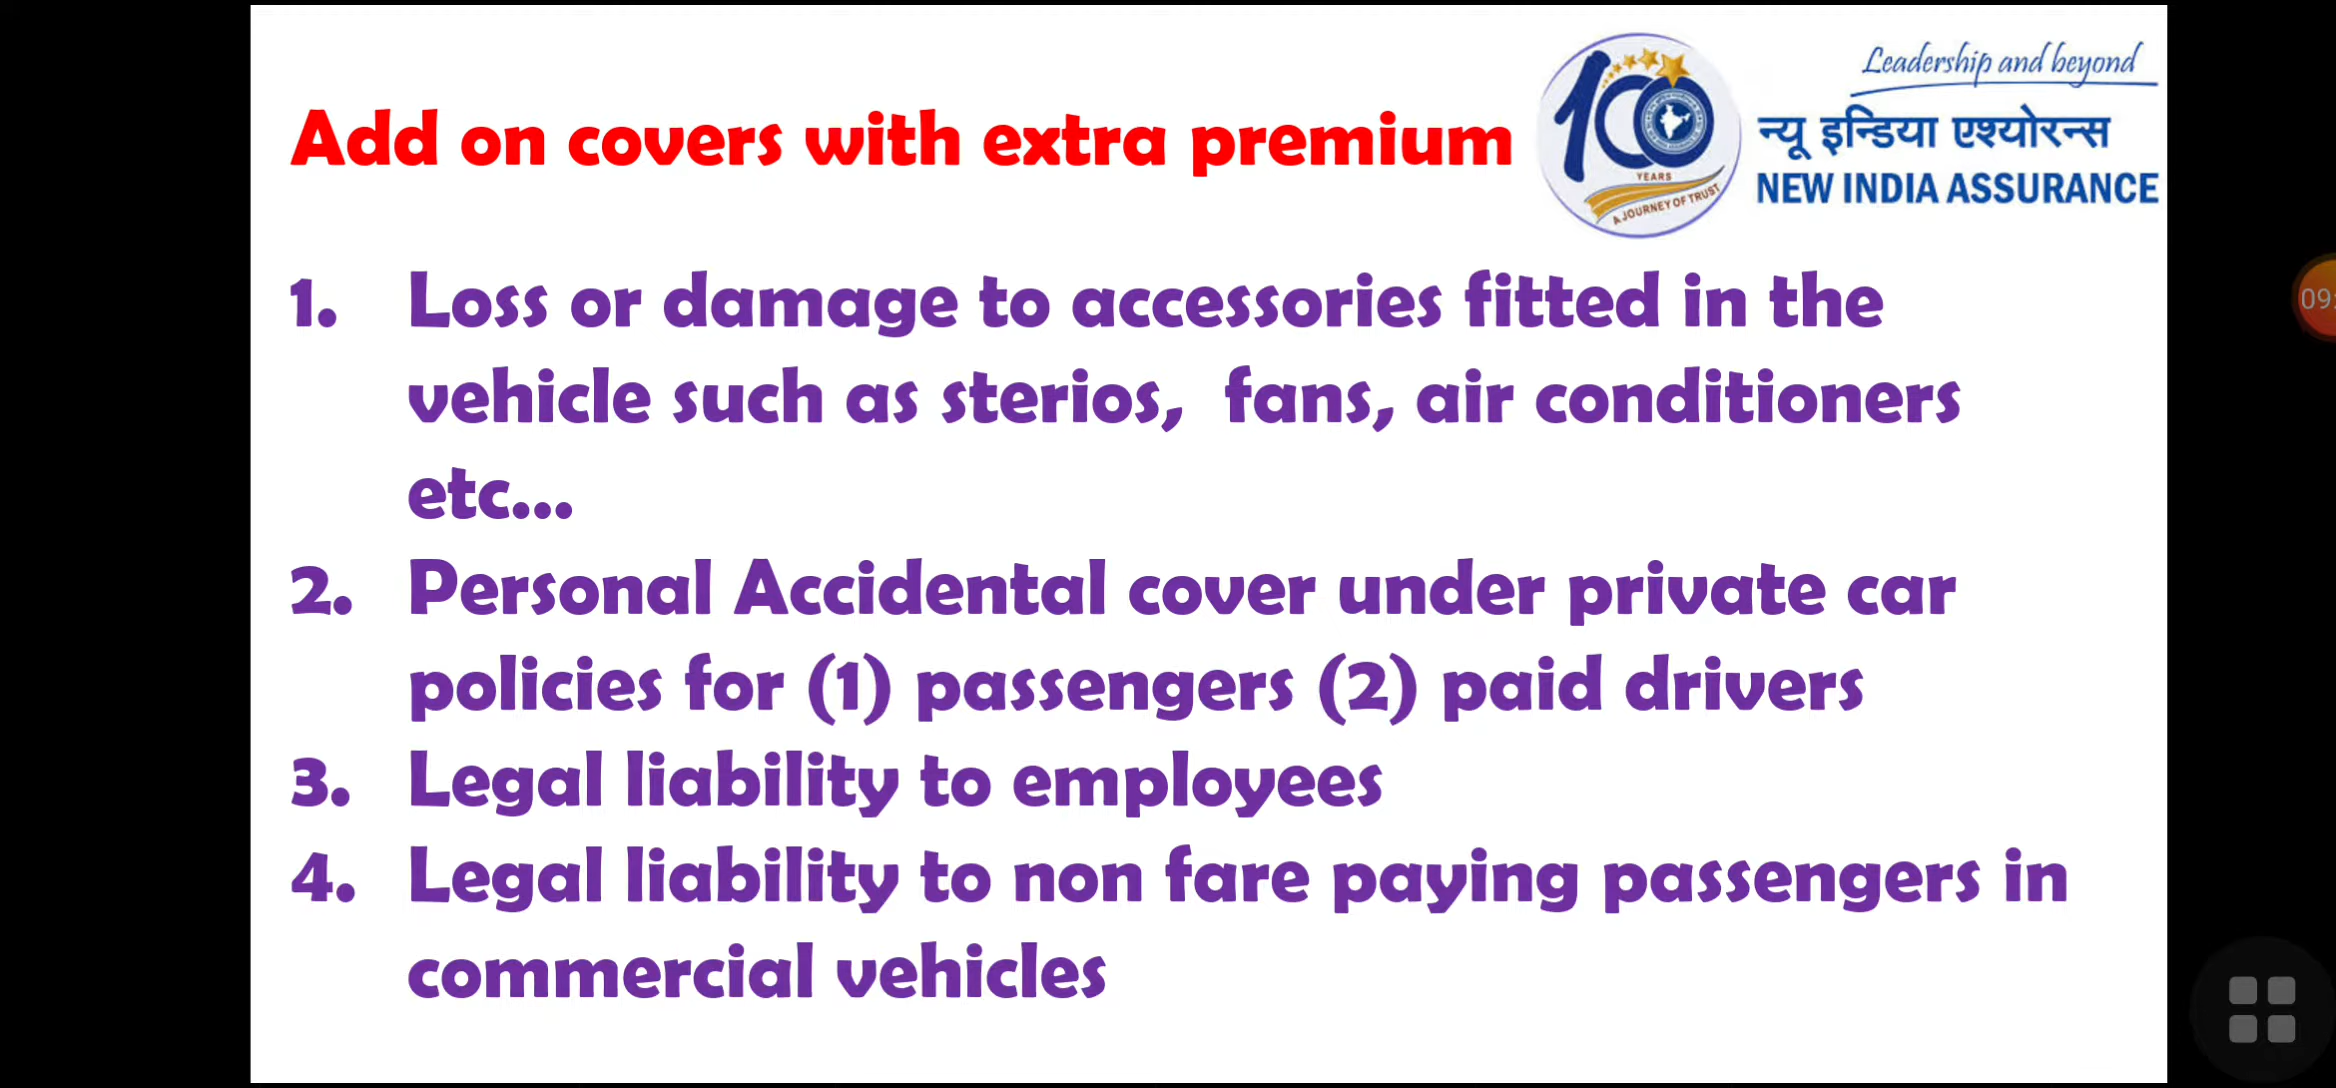 Leadership and beyond
Add on covers with extra premium
100
YEARS
A JOURNEY OF TRUST
न्यू इन्डिया एश्योरन्स
NEW INDIA ASSURANCE
1. Loss or damage to accessories fitted in the
vehicle such as sterios, fans, air conditioners
etc...
09:
2. Personal Accidental cover under private car
policies for (1) passengers (2) paid drivers
3. Legal liability to employees
4. Legal liability to non fare paying passengers in
commercial vehicles